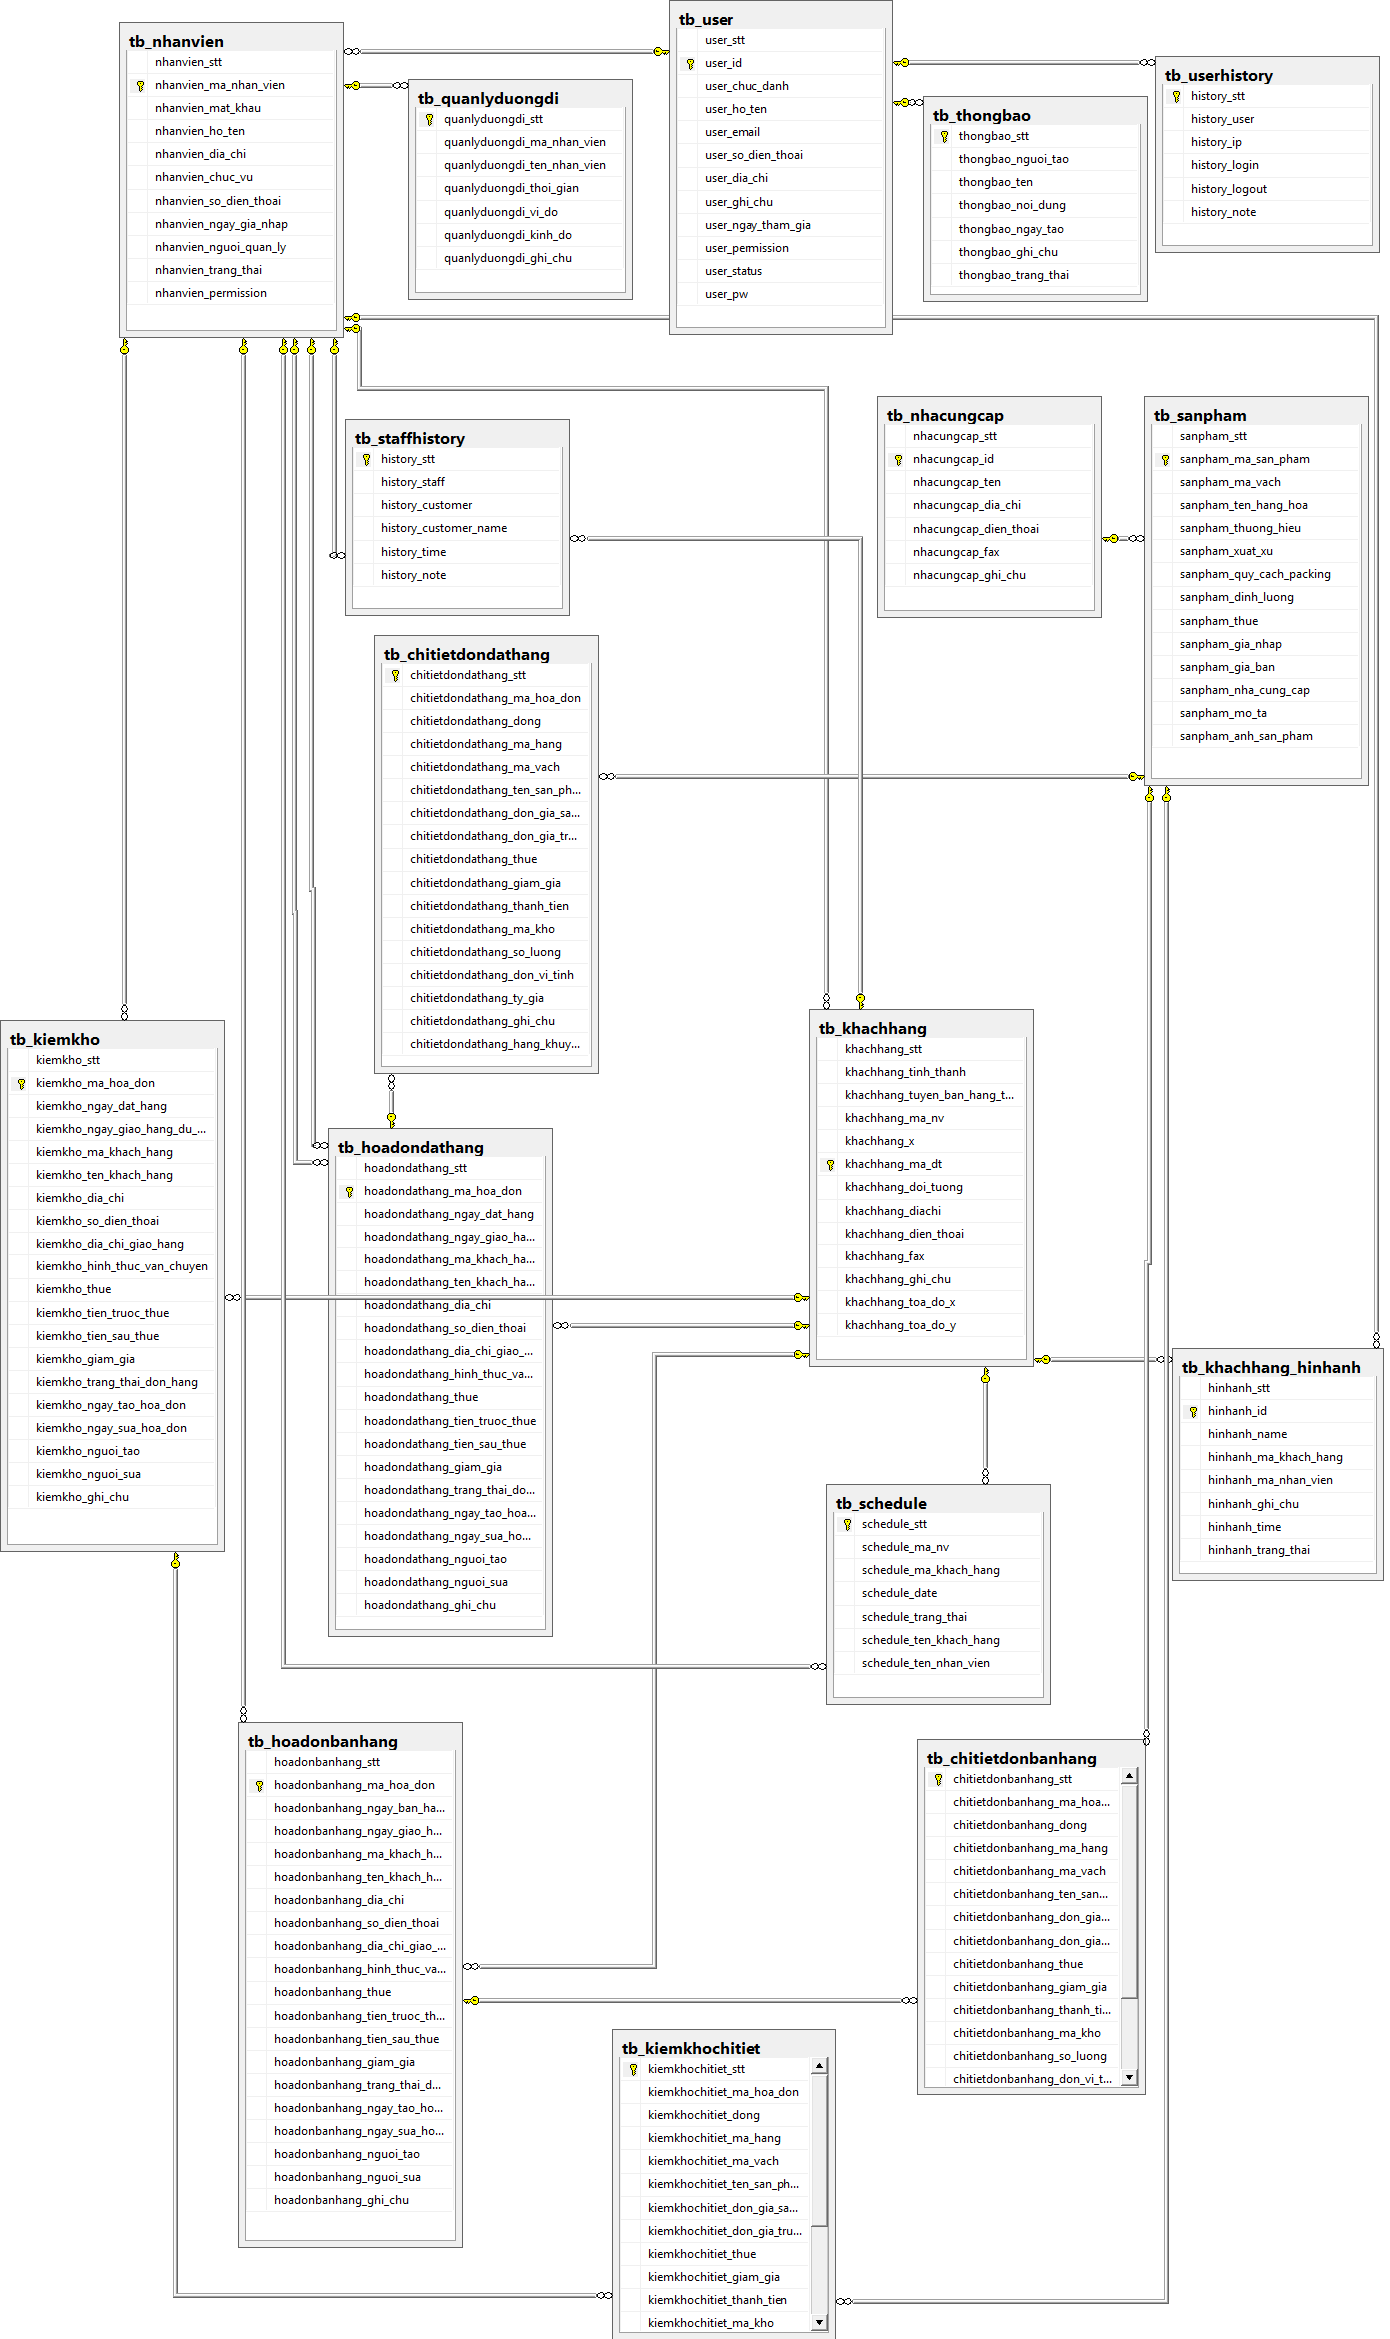 tb_nhanvien
nhanvien_stt
nhanvien_ma_nhan_vien
nhanvien_mat_khau
nhanvien_ho_ten
nhanvien_dia_chi
nhanvien_chuc_vu
nhanvien_so_dien_thoai
nhanvien_ngay_gia_nhap
nhanvien_nguoi_quan_ly
nhanvien_trang_thai
nhanvien_permission
tb_quanlyduongdi
quanlyduongdi_stt
quanlyduongdi_ma_nhan_vien
quanlyduongdi_ten_nhan_vien
quanlyduongdi_thoi_gian
quanlyduongdi_vi_do
quanlyduongdi_kinh_do
quanlyduongdi_ghi_chu
tb_user
user_stt
user_id
user_chuc_danh
user_ho_ten
user_email
user_so_dien_thoai
user_dia_chi
user_ghi_chu
user_ngay_tham_gia
user_pemission
user_status
user_pw
tb_thongbao
thongbao_stt
thongbao_nguoi_tao
thongbao_ten
thongbao_noi_dung
thongbao_ngay_tao
thongbao_ghi_chu
thongbao_trang_thai
tb_userhistory
history_stt
history_user
history_ip
history_login
history_logout
history_note
tb_staffhistory
history_stt
history_staff
history_customer
history_customer_name
history_time
history_note
tb_nhacungcap
nhacungcap_stt
nhacungcap_id
nhacungcap_ten
nhacungcap_dia_chi
nhacungcap_dien_thoai
nhacungcap_fax
nhacungcap_ghi_chu
tb_sanpham
sanpham_stt
sanpham_ma_san_pham
sanpham_ma_vach
sanpham_ten_hang_hoa
sanpham_thuong_hieu
sanpham_xuat_xu
sanpham_quy_cach_packing
sanpham_dinh_luong
sanpham_thue
sanpham_gia_nhap
sanpham_gia_ban
sanpham_nha_cung_cap
sanpham_mo_ta
sanpham_anh_san_pham
tb_chitietdondathang
chitietdondathang_stt
chitietdondathang_ma_hoa_don
chitietdondathang_dong
chitietdondathang_ma_hang
chitietdondathang_ma_vach
chitietdondathang_ten_san_ph...
chitietdondathang_don_gia_sa...
chitietdondathang_don_gia_tr...
chitietdondathang_thue
chitietdondathang_giam_gia
chitietdondathang_thanh_tien
chitietdondathang_ma_kho
chitietdondathang_so_luong
chitietdondathang_don_vi_tinh
chitietdondathang_ty_gia
chitietdondathang_ghi_chu
chitietdondathang_hang_khuy...
tb_kiemkho
kiemkho_stt
kiemkho_ma_hoa_don
kiemkho_ngay_dat_hang
kiemkho_ngay_giao_hang_du_...
kiemkho_ma_khach_hang
kiemkho_ten_khach_hang
kiemkho_dia_chi
kiemkho_so_dien_thoai
kiemkho_dia_chi_giao_hang
kiemkho_hinh_thuc_van_chuyen
kiemkho_thue
kiemkho_tien_truoc_thue
kiemkho_tien_sau_thue
kiemkho_giam_gia
kiemkho_trang_thai_don_hang
kiemkho_ngay_tao_hoa_don
kiemkho_ngay_sua_hoa_don
kiemkho_nguoi_tao
kiemkho_nguoi_sua
kiemkho_ghi_chu
tb_hoadondathang
hoadondathang_stt
hoadondathang_ma_hoa_don
hoadondathang_ngay_dat_hang
hoadondathang_ngay_giao_ha...
hoadondathang_ma_khach_ha...
hoadondathang_ten_khach_ha...
hoadondathang_dia_chi
hoadondathang_so_dien_thoai
hoadondathang_dia_chi_giao_...
hoadondathang_hinh_thuc_va...
hoadondathang_thue
hoadondathang_tien_truoc_thue
hoadondathang_tien_sau_thue
hoadondathang_giam_gia
hoadondathang_trang_thai_do...
hoadondathang_ngay_tao_hoa...
hoadondathang_ngay_sua_ho...
hoadondathang_nguoi_tao
hoadondathang_nguoi_sua
hoadondathang_ghi_chu
tb_khachhang
khachhang_stt
khachhang_tinh_thanh
khachhang_tuyen_ban_hang_t...
khachhang_ma_nv
khachhang_x
khachhang_ma_dt
khachhang_doi_tuong
khachhang_diachi
khachhang_dien_thoai
khachhang_fax
khachhang_ghi_chu
khachhang_toa_do_x
khachhang_toa_do_y
tb_khachhang_hinhanh
hinhanh_stt
hinhanh_id
hinhanh_name
hinhanh_ma_khach_hang
hinhanh_ma_nhan_vien
hinhanh_ghi_chu
hinhanh_time
hinhanh_trang_thai
tb_schedule
schedule_stt
schedule_ma_nv
schedule_ma_khach_hang
schedule_date
schedule_trang_thai
schedule_ten_khach_hang
schedule_ten_nhan_vien
tb_hoadonbanhang
hoadonbanhang_stt
hoadonbanhang_ma_hoa_don
hoadonbanhang_ngay_ban_ha...
hoadonbanhang_ngay_giao_h...
hoadonbanhang_ma_khach_h...
hoadonbanhang_ten_khach_h...
hoadonbanhang_dia_chi
hoadonbanhang_so_dien_thoai
hoadonbanhang_dia_chi_giao_...
hoadonbanhang_hinh_thuc_va...
hoadonbanhang_thue
hoadonbanhang_tien_truoc_th...
hoadonbanhang_tien_sau_thue
hoadonbanhang_giam_gia
hoadonbanhang_trang_thai_d...
hoadonbanhang_ngay_tao_ho...
hoadonbanhang_ngay_sua_ho...
hoadonbanhang_nguoi_tao
hoadonbanhang_nguoi_sua
hoadonbanhang_ghi_chu
tb_chitietdonbanhang
chitietdonbanhang_stt
chitietdonbanhang_ma_hoa...
chitietdonbanhang_dong
chitietdonbanhang_ma_hang
chitietdonbanhang_ma_vach
chitietdonbanhang_ten_san...
chitietdonbanhang_don_gia...
chitietdonbanhang_don_gia...
chitietdonbanhang_thue
chitietdonbanhang_giam_gia
chitietdonbanhang_thanh_ti...
chitietdonbanhang_ma_kho
chitietdonbanhang_so_luong
chitietdonbanhang_don_vi_t...
tb_kiemkhochitiet
kiemkhochitiet_stt
kiemkhochitiet_ma_hoa_don
kiemkhochitiet_dong
kiemkhochitiet_ma_hang
kiemkhochitiet_ma_vach
kiemkhochitiet_ten_san_ph...
kiemkhochitiet_don_gia_sa...
kiemkhochitiet_don_gia_tru...
kiemkhochitiet_thue
kiemkhochitiet_giam_gia
kiemkhochitiet_thanh_tien
kiemkhochitiet_ma_kho